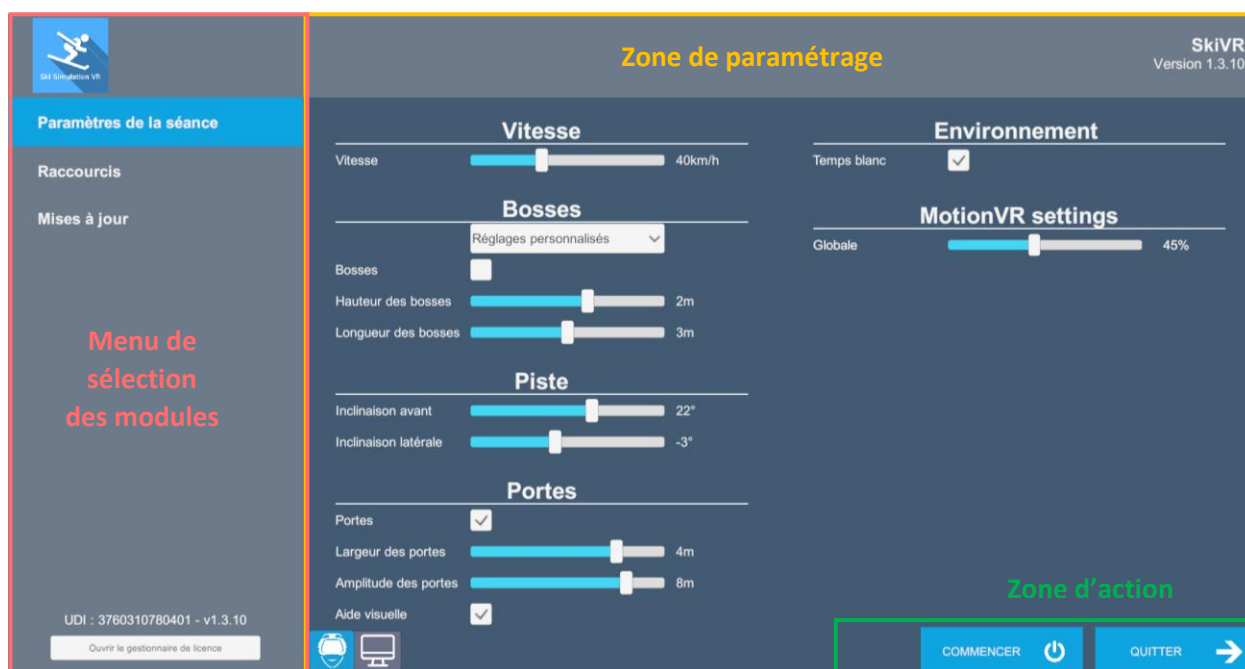 Ski Simulation VR
Paramètres de la séance
Raccourcis
Mises à jour
Menu de
sélection
des modules
UDI : 3760310780401 - v1.3.10
Ouvrir le gestionnaire de licence
Zone de paramétrage
SkiVR
Version 1.3.10
Vitesse
Vitesse 40km/h
Bosses
Réglages personnalisés
Bosses
Hauteur des bosses 2m
Longueur des bosses 3m
Piste
Inclinaison avant 22°
Inclinaison latérale -3°
Portes
Portes
Largeur des portes 4m
Amplitude des portes 8m
Aide visuelle
Environnement
Temps blanc
MotionVR settings
Globale 45%
Zone d’action
COMMENCER
QUITTER